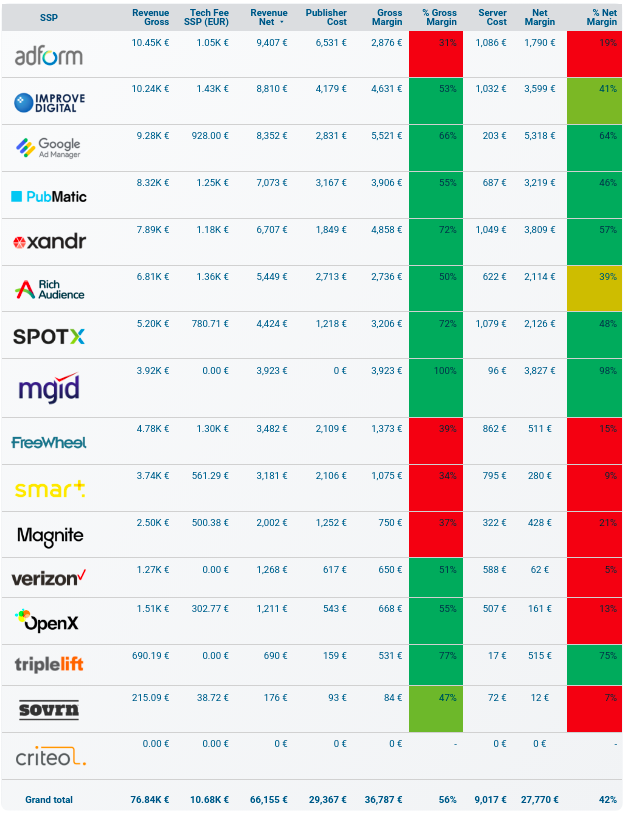 SSP Revenue Gross Tech Fee SSP (EUR) Revenue Net Publisher Cost Gross Margin % Gross Margin Server Cost Net Margin % Net Margin
adform 10.45K € 1.05K € 9,407 € 6,531 € 2,876 € 31% 1,086 € 1,790 € 19%
IMPROVE DIGITAL 10.24K € 1.43K € 8,810 € 4,179 € 4,631 € 53% 1,032 € 3,599 € 41%
Google Ad Manager 9.28K € 928.00 € 8,352 € 2,831 € 5,521 € 66% 203 € 5,318 € 64%
PubMatic 8.32K € 1.25K € 7,073 € 3,167 € 3,906 € 55% 687 € 3,219 € 46%
xandr 7.89K € 1.18K € 6,707 € 1,849 € 4,858 € 72% 1,049 € 3,809 € 57%
Rich Audience 6.81K € 1.36K € 5,449 € 2,713 € 2,736 € 50% 622 € 2,114 € 39%
SPOTX 5.20K € 780.71 € 4,424 € 1,218 € 3,206 € 72% 1,079 € 2,126 € 48%
mgid 3.92K € 0.00 € 3,923 € 0 € 3,923 € 100% 96 € 3,827 € 98%
FreeWheel 4.78K € 1.30K € 3,482 € 2,109 € 1,373 € 39% 862 € 511 € 15%
smart 3.74K € 561.29 € 3,181 € 2,106 € 1,075 € 34% 795 € 280 € 9%
Magnite 2.50K € 500.38 € 2,002 € 1,252 € 750 € 37% 322 € 428 € 21%
verizon 1.27K € 0.00 € 1,268 € 617 € 650 € 51% 588 € 62 € 5%
OpenX 1.51K € 302.77 € 1,211 € 543 € 668 € 55% 507 € 161 € 13%
triplelift 690.19 € 0.00 € 690 € 159 € 531 € 77% 17 € 515 € 75%
sovrn 215.09 € 38.72 € 176 € 93 € 84 € 47% 72 € 12 € 7%
criteo 0.00 € 0.00 € 0 € 0 € 0 € - 0 € 0 € -
Grand total 76.84K € 10.68K € 66,155 € 29,367 € 36,787 € 56% 9,017 € 27,770 € 42%